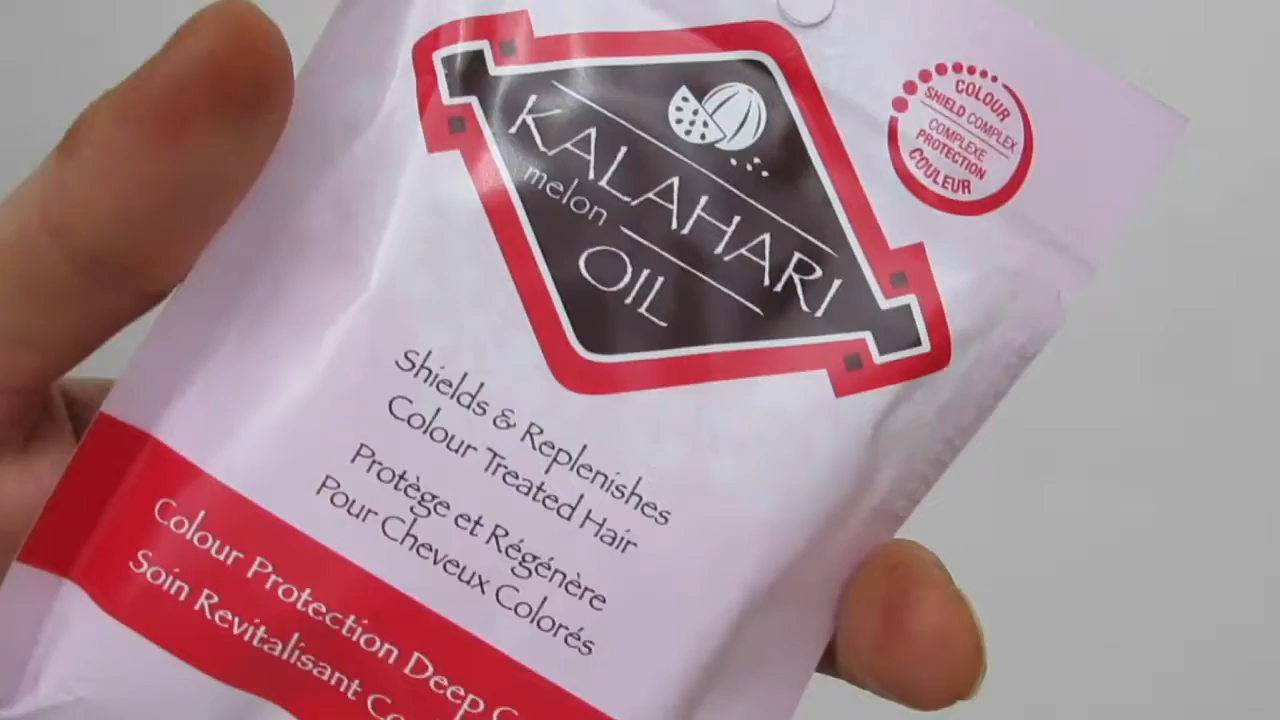 KALAHARI
melon
OIL
COLOUR
SHIELD COMPLEX
COMPLEXE
PROTECTION
COULEUR
Shields & Replenishes
Colour Treated Hair
Protège et Régénère
Pour Cheveux Colorés
Colour Protection Deep
Soin Revitalisant